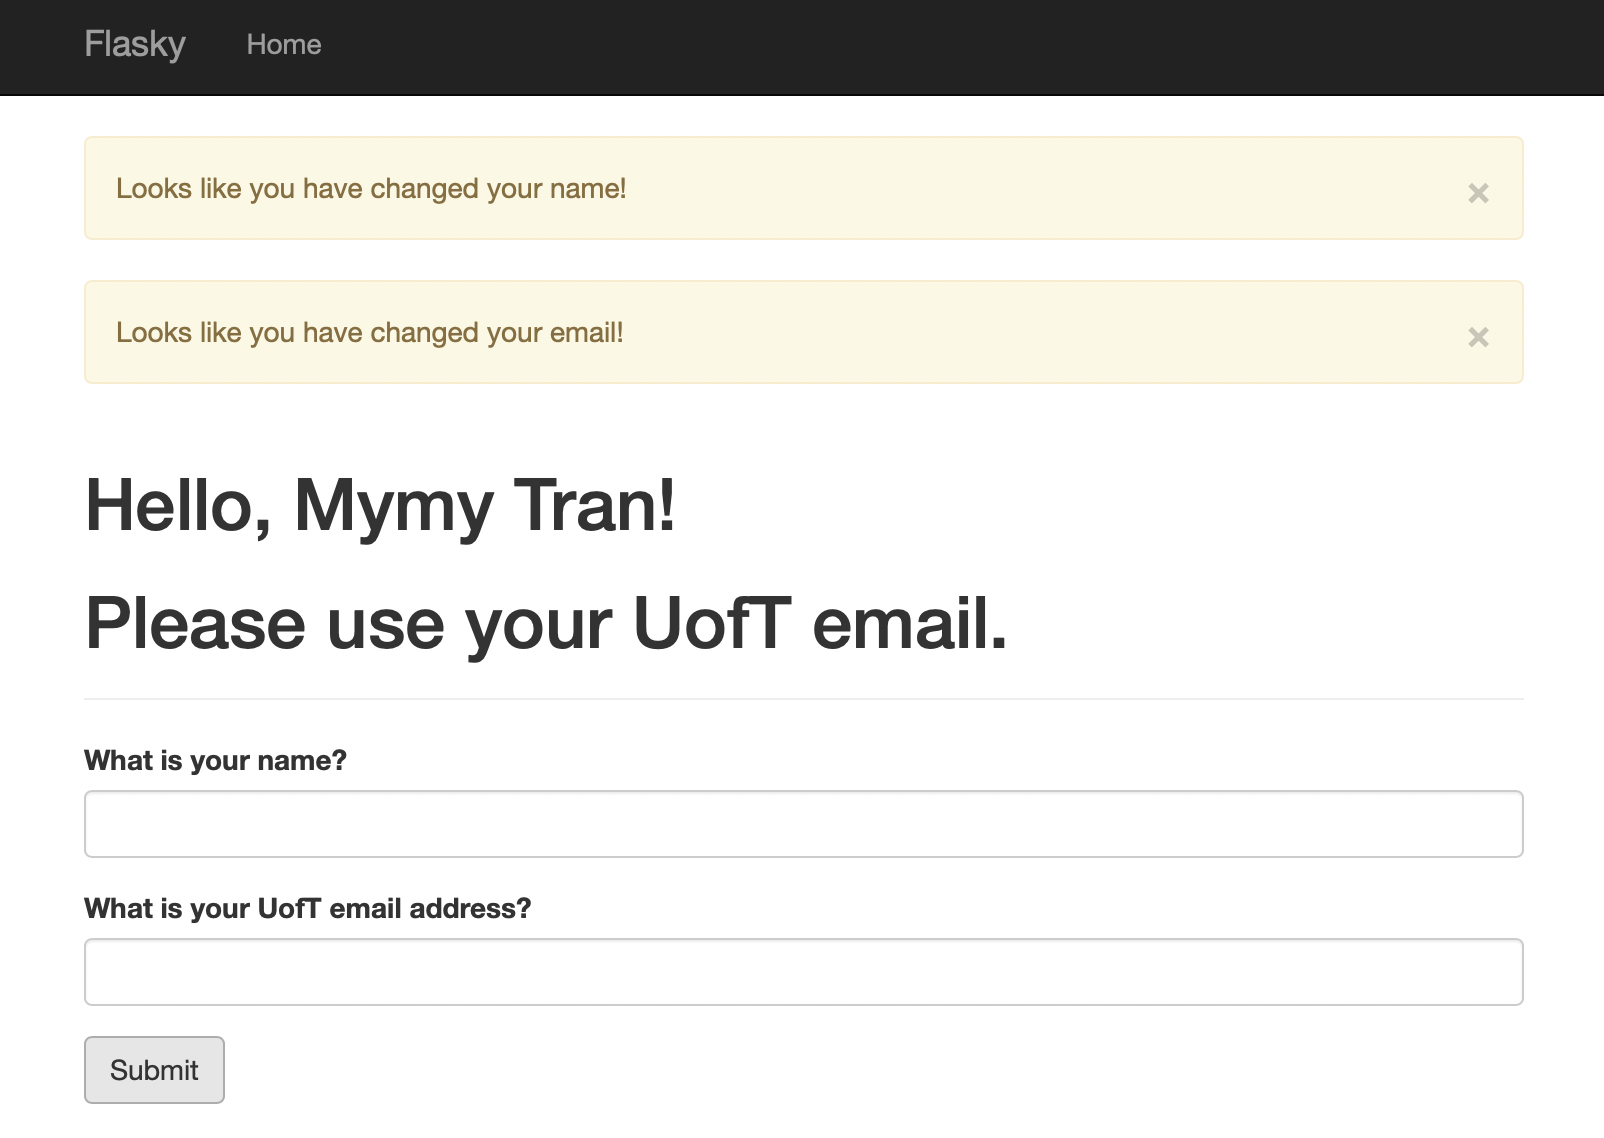 Flasky Home
Looks like you have changed your name! ×
Looks like you have changed your email! ×
Hello, Mymy Tran!
Please use your UofT email.
What is your name?
What is your UofT email address?
Submit